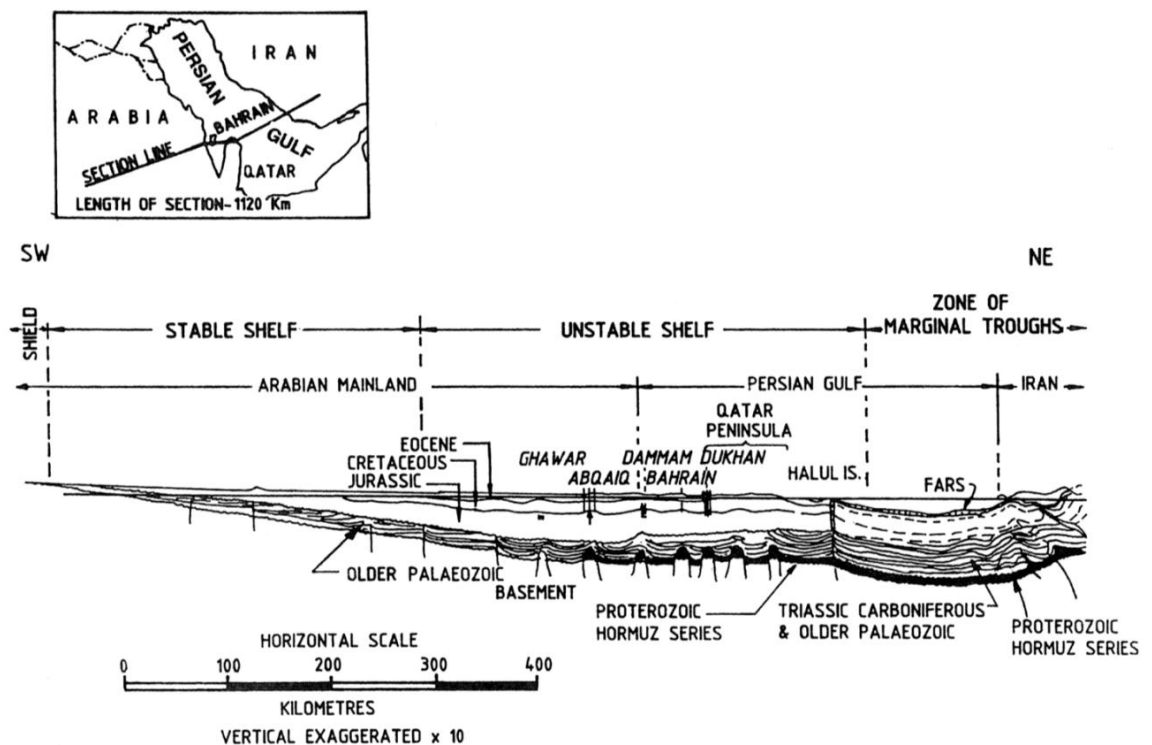 PERSIAN
GULF
IRAN
ARABIA
BAHRAIN
SECTION LINE
QATAR
LENGTH OF SECTION-1120 Km
SW
NE
SHIELD
STABLE SHELF
UNSTABLE SHELF
ZONE OF
MARGINAL TROUGHS
ARABIAN MAINLAND
PERSIAN GULF
IRAN
QATAR
PENINSULA
EOCENE
CRETACEOUS
JURASSIC
GHAWAR
ABQAIQ
DAMMAM
BAHRAIN
DUKHAN
HALUL IS.
FARS
OLDER PALAEOZOIC
BASEMENT
PROTEROZOIC
HORMUZ SERIES
TRIASSIC CARBONIFEROUS
& OLDER PALAEOZOIC
PROTEROZOIC
HORMUZ SERIES
HORIZONTAL SCALE
0 100 200 300 400
KILOMETRES
VERTICAL EXAGGERATED x 10